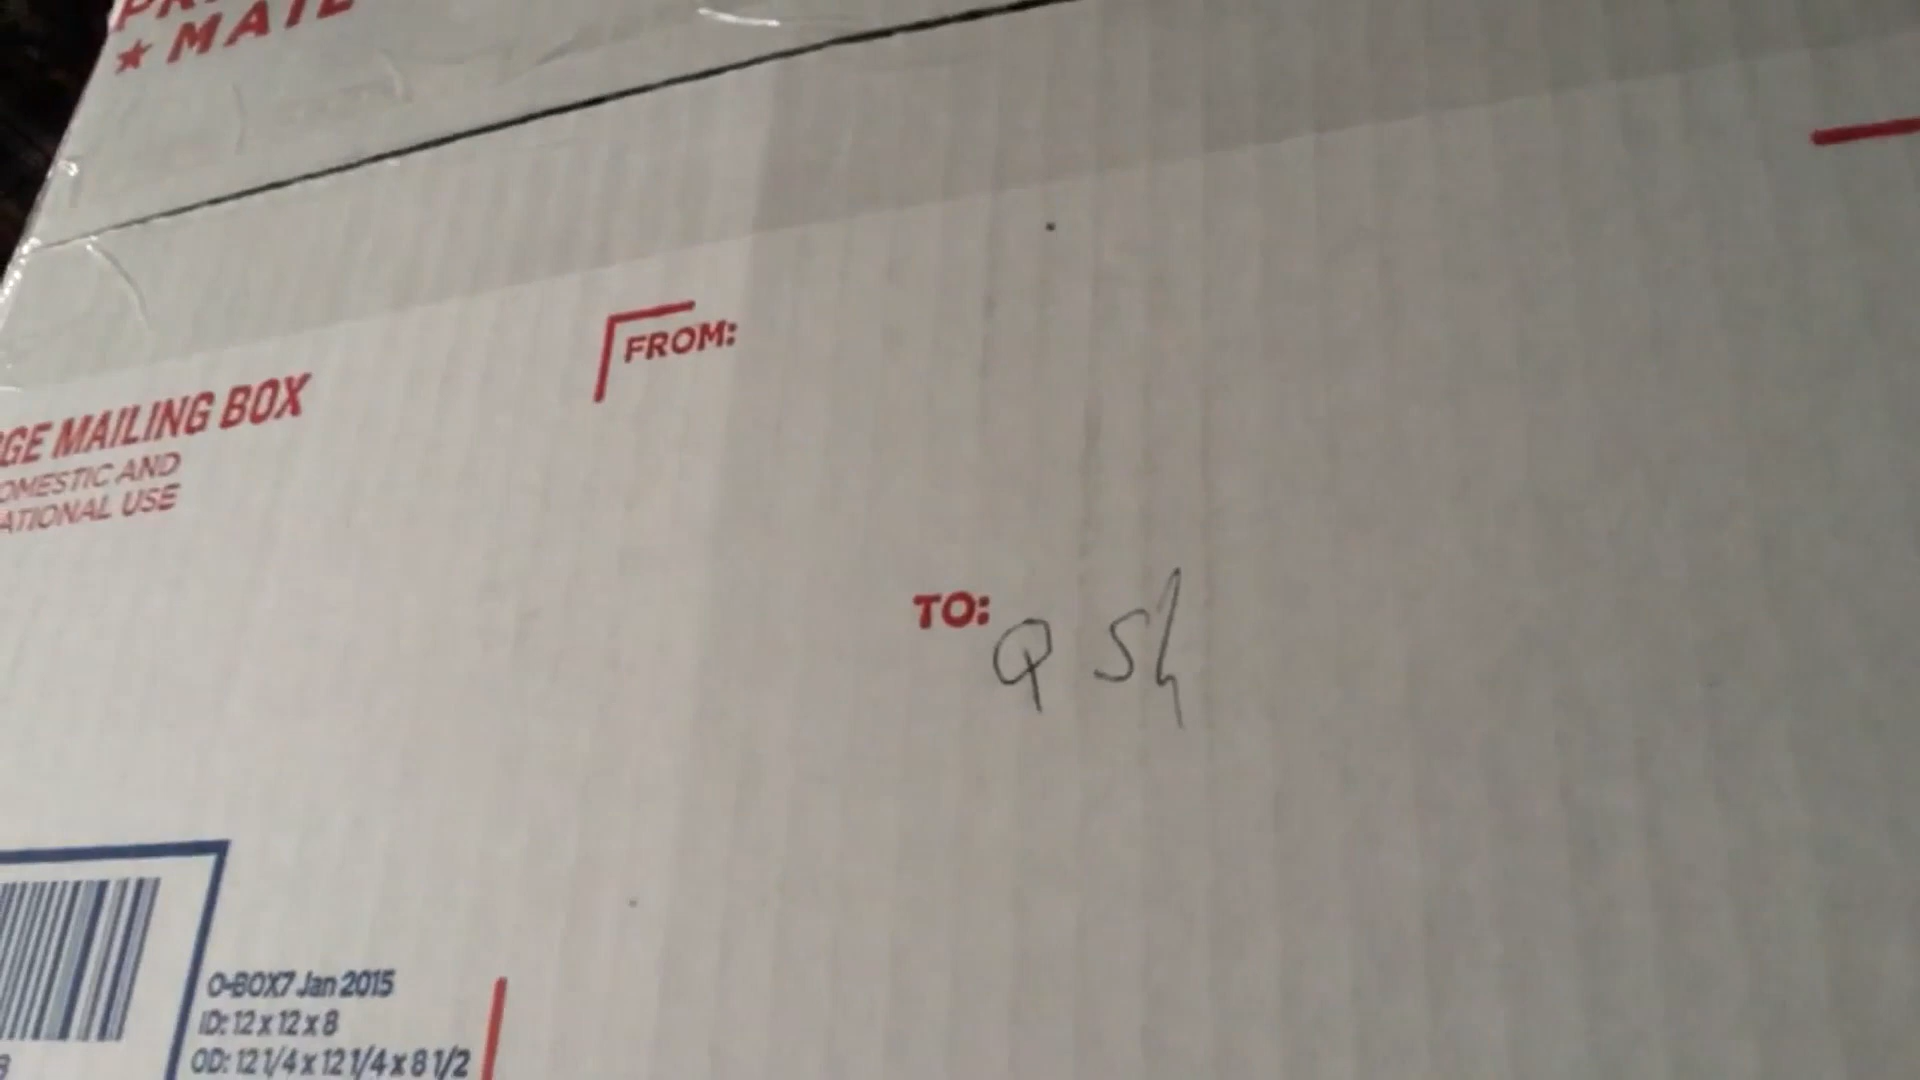 ★ MAIL
FROM:
GE MAILING BOX
OMESTIC AND
ATIONAL USE
TO:
Q Sh
O-BOX7 Jan 2015
ID: 12 x 12 x 8
OD: 12 1/4 x 12 1/4 x 8 1/2